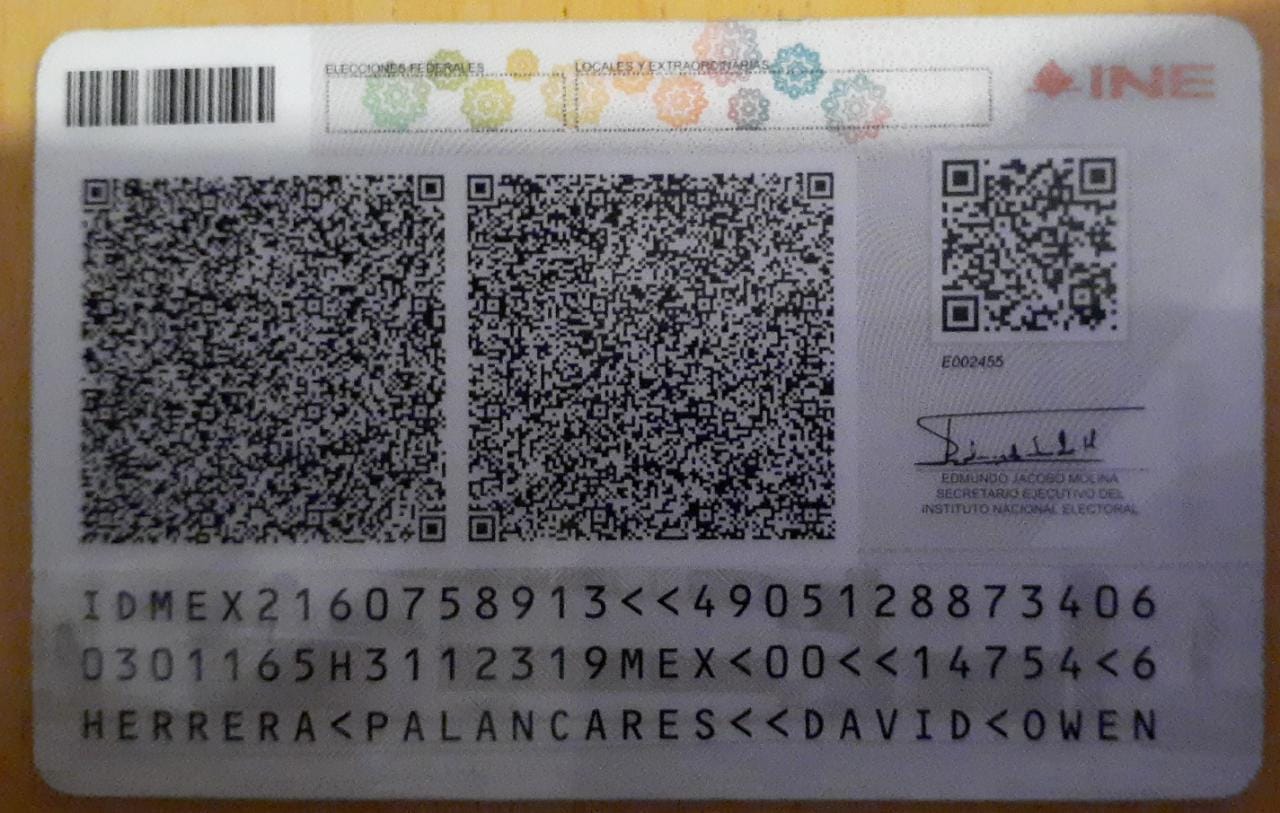 ELECCIONES FEDERALES
LOCALES Y EXTRAORDINARIAS
INE
E002455
EDMUNDO JACOBO MOLINA
SECRETARIO EJECUTIVO DEL
INSTITUTO NACIONAL ELECTORAL
IDMEX2160758913<<4905128873406
0301165H3112319MEX<00<<14754<6
HERRERA<PALANCARES<<DAVID<OWEN